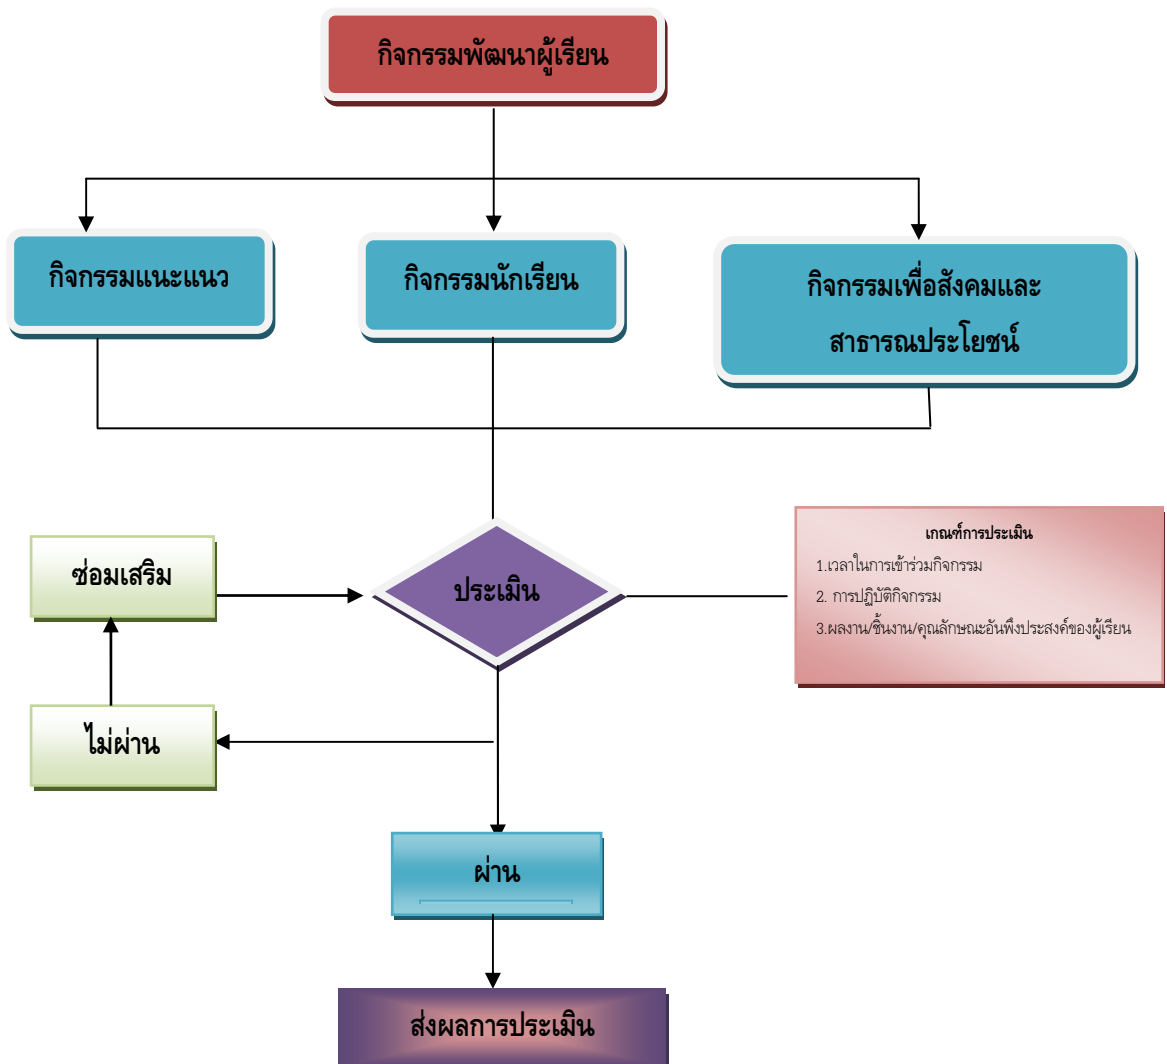 กิจกรรมพัฒนาผู้เรียน
กิจกรรมแนะแนว
กิจกรรมนักเรียน
กิจกรรมเพื่อสังคมและ
สาธารณประโยชน์
ซ่อมเสริม
ประเมิน
เกณฑ์การประเมิน
1.เวลาในการเข้าร่วมกิจกรรม
2. การปฏิบัติกิจกรรม
3.ผลงาน/ชิ้นงาน/คุณลักษณะอันพึงประสงค์ของผู้เรียน
ไม่ผ่าน
ผ่าน
ส่งผลการประเมิน